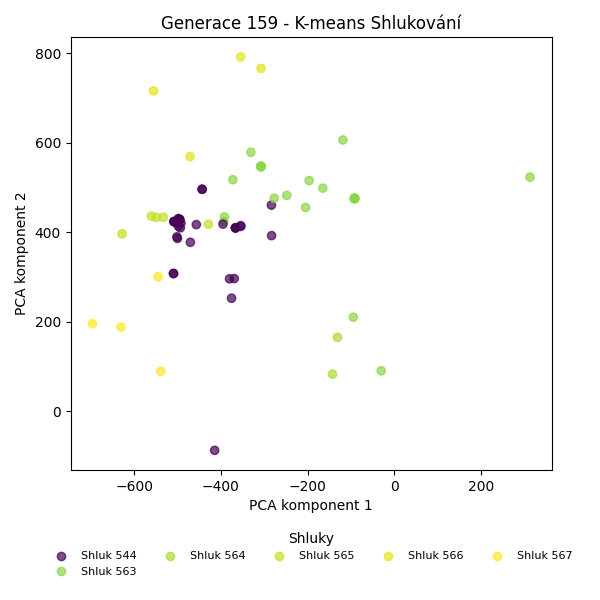 Generace 159 - K-means Shlukování
800
600
400
200
0
PCA komponent 2
−600 −400 −200 0 200
PCA komponent 1
Shluky
Shluk 544 Shluk 564 Shluk 565 Shluk 566 Shluk 567
Shluk 563